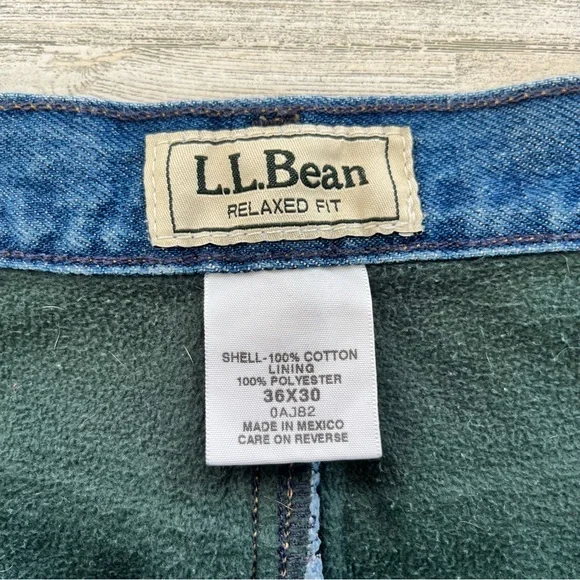 L.L.Bean
RELAXED FIT
SHELL-100% COTTON
LINING
100% POLYESTER
36X30
0AJ82
MADE IN MEXICO
CARE ON REVERSE